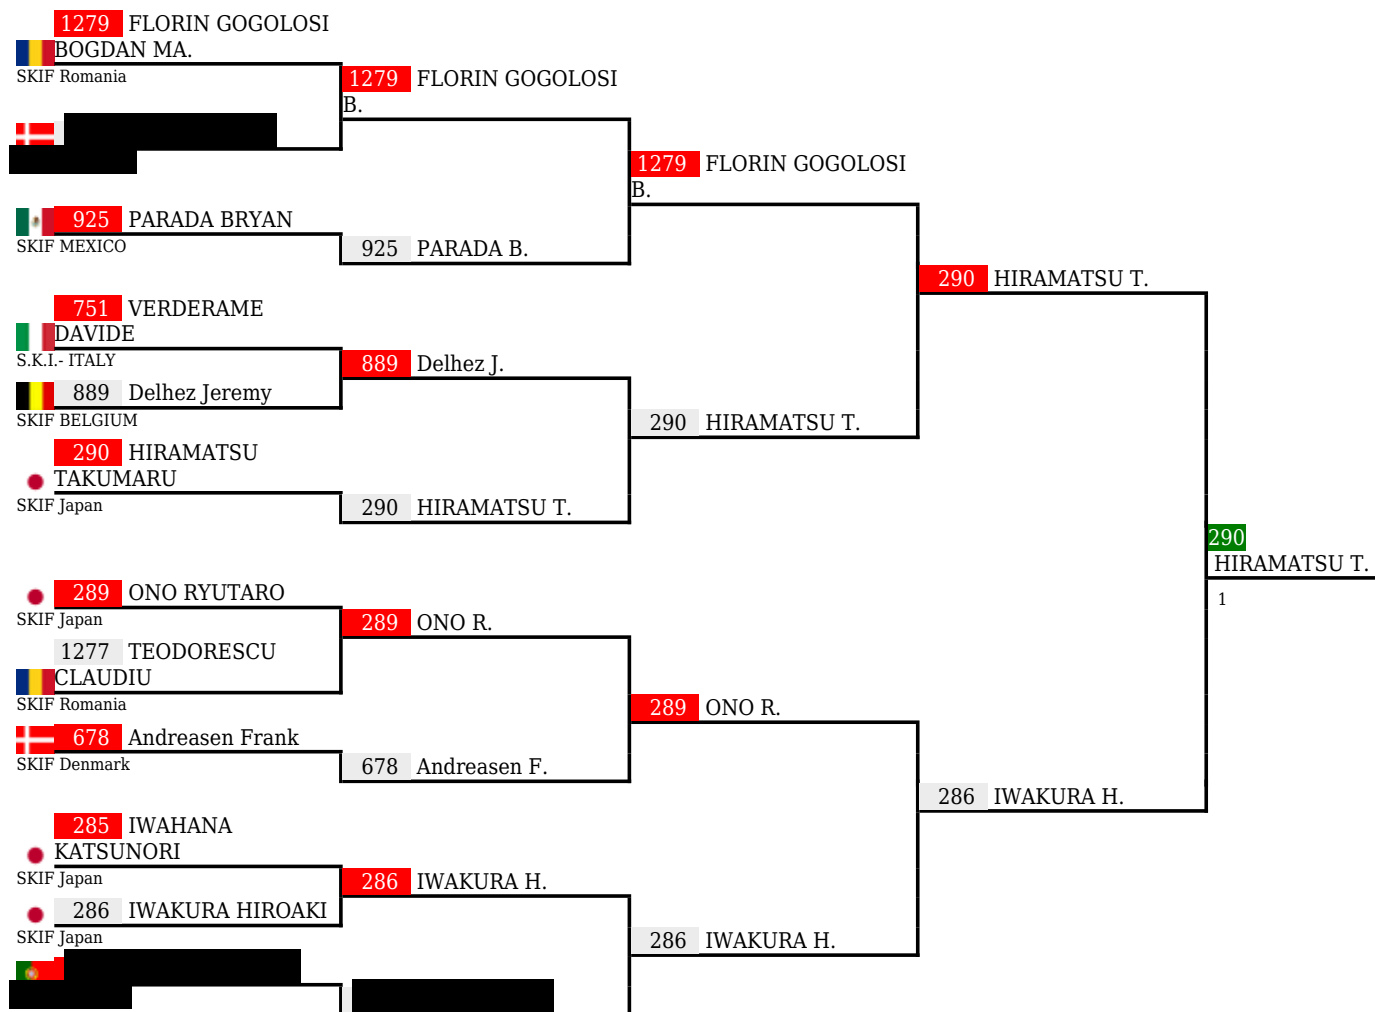 1279 FLORIN GOGOLOSI
BOGDAN MA.
SKIF Romania
1279 FLORIN GOGOLOSI
B.
1279 FLORIN GOGOLOSI
B.
925 PARADA BRYAN
SKIF MEXICO
925 PARADA B.
290 HIRAMATSU T.
751 VERDERAME
DAVIDE
S.K.I.- ITALY
889 Delhez J.
889 Delhez Jeremy
SKIF BELGIUM
290 HIRAMATSU T.
290 HIRAMATSU
TAKUMARU
SKIF Japan
290 HIRAMATSU T.
290
HIRAMATSU T.
1
289 ONO RYUTARO
SKIF Japan
289 ONO R.
1277 TEODORESCU
CLAUDIU
SKIF Romania
289 ONO R.
678 Andreasen Frank
SKIF Denmark
678 Andreasen F.
286 IWAKURA H.
285 IWAHANA
KATSUNORI
SKIF Japan
286 IWAKURA H.
286 IWAKURA HIROAKI
SKIF Japan
286 IWAKURA H.